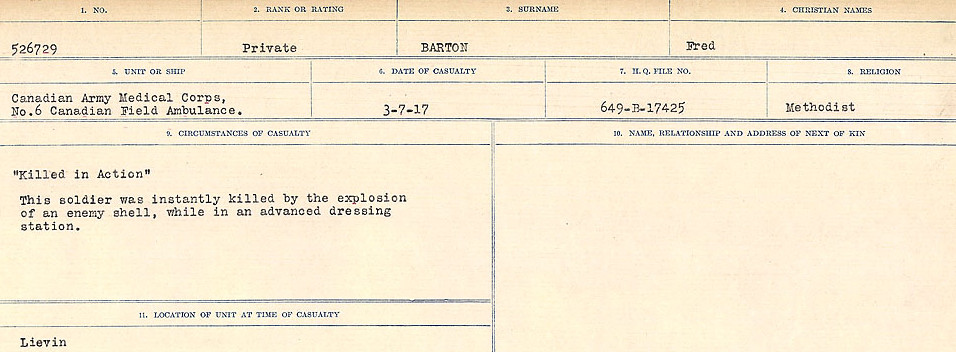 1. NO. 2. RANK OR RATING 3. SURNAME 4. CHRISTIAN NAMES
526729 Private BARTON Fred
5. UNIT OR SHIP 6. DATE OF CASUALTY 7. H.Q. FILE NO. 8. RELIGION
Canadian Army Medical Corps,
No.6 Canadian Field Ambulance. 3-7-17 649-B-17425 Methodist
9. CIRCUMSTANCES OF CASUALTY 10. NAME, RELATIONSHIP AND ADDRESS OF NEXT OF KIN
"Killed in Action"
This soldier was instantly killed by the explosion
of an enemy shell, while in an advanced dressing
station.
11. LOCATION OF UNIT AT TIME OF CASUALTY
Lievin